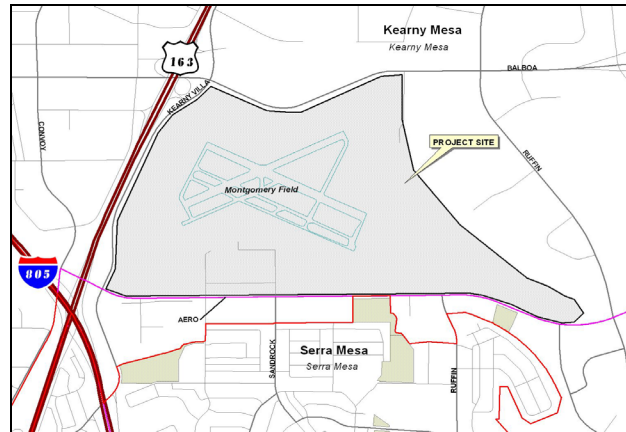 Kearny Mesa
Kearny Mesa
163
BALBOA
KEARNY VILLA
CONVOY
PROJECT SITE
RUFFIN
Montgomery Field
805
AERO
SANDROCK
Serra Mesa
Serra Mesa
RUFFIN